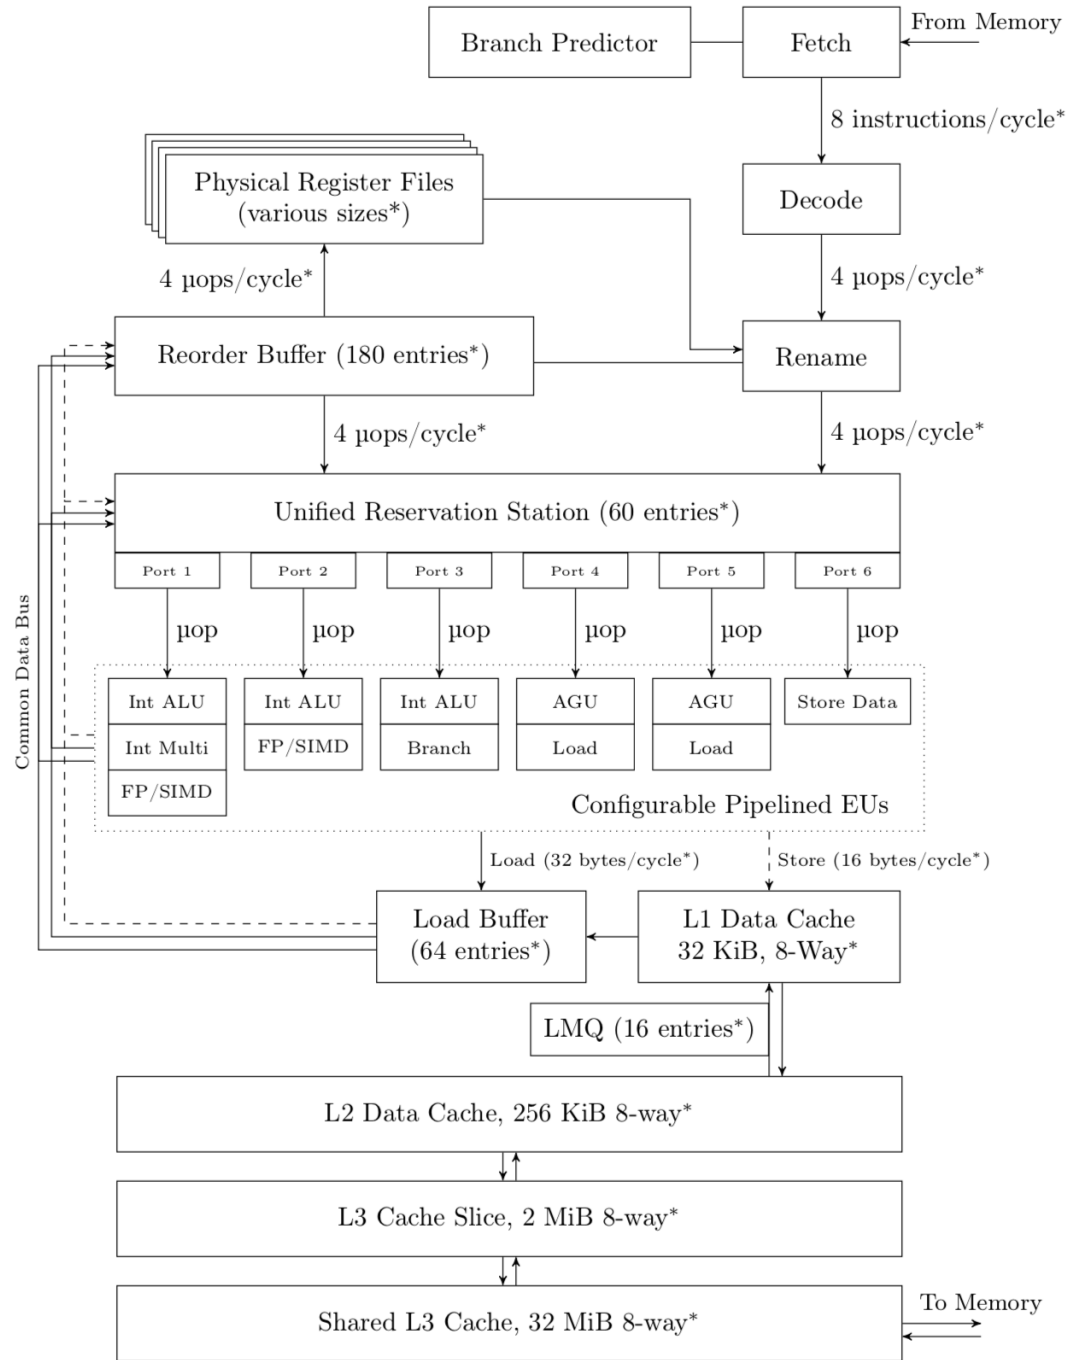 Branch Predictor
Fetch
From Memory
8 instructions/cycle*
Physical Register Files
(various sizes*)
Decode
4 µops/cycle*
4 µops/cycle*
Reorder Buffer (180 entries*)
Rename
4 µops/cycle*
4 µops/cycle*
Unified Reservation Station (60 entries*)
Port 1
Port 2
Port 3
Port 4
Port 5
Port 6
µop
µop
µop
µop
µop
µop
Common Data Bus
Int ALU
Int ALU
Int ALU
AGU
AGU
Store Data
Int Multi
FP/SIMD
Branch
Load
Load
FP/SIMD
Configurable Pipelined EUs
Load (32 bytes/cycle*)
Store (16 bytes/cycle*)
Load Buffer
(64 entries*)
L1 Data Cache
32 KiB, 8-Way*
LMQ (16 entries*)
L2 Data Cache, 256 KiB 8-way*
L3 Cache Slice, 2 MiB 8-way*
Shared L3 Cache, 32 MiB 8-way*
To Memory